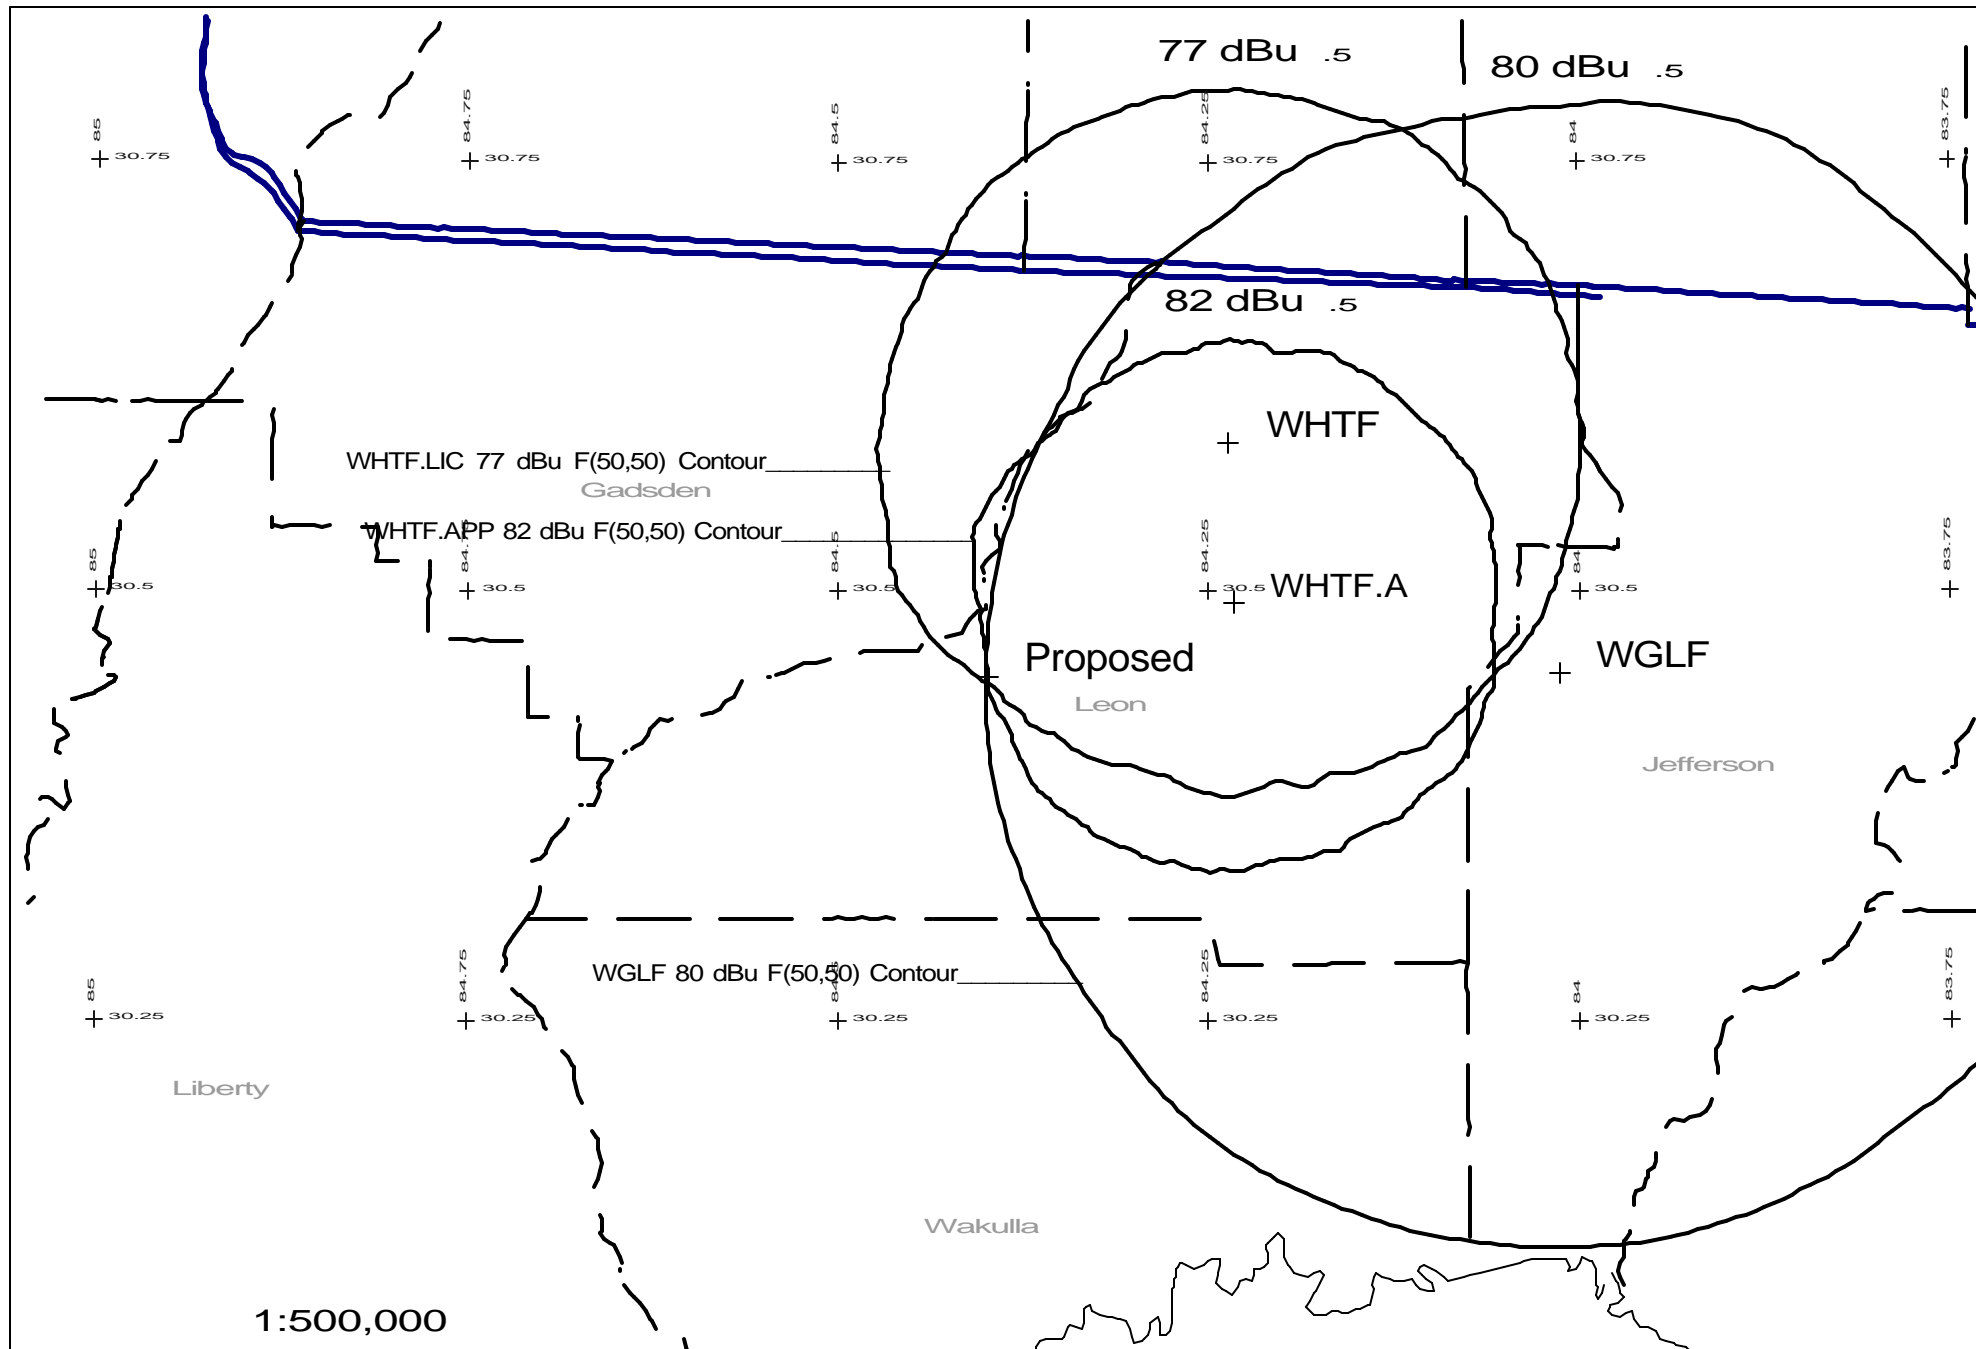 77 dBu .5
80 dBu .5
85
30.75
84.75
30.75
84.5
30.75
84.25
30.75
84
30.75
83.75
82 dBu .5
WHTF
WHTF.LIC 77 dBu F(50,50) Contour_________
Gadsden
WHTF.APP 82 dBu F(50,50) Contour______________
85
30.5
84.75
30.5
84.5
30.5
84.25
30.5
WHTF.A
84
30.5
83.75
Proposed
WGLF
Leon
Jefferson
WGLF 80 dBu F(50,50) Contour_________
85
30.25
84.75
30.25
84.5
30.25
84.25
30.25
84
30.25
83.75
Liberty
Wakulla
1:500,000